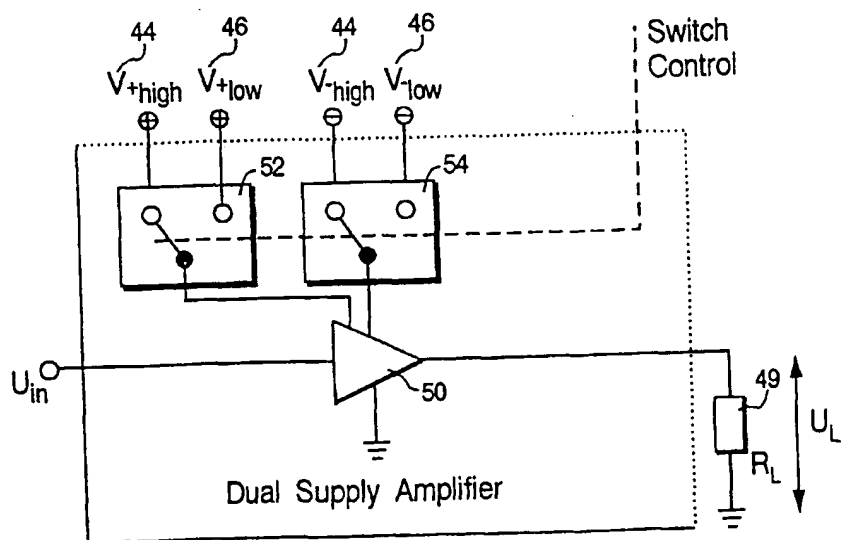 44 46 44 46
V+high V+low V-high V-low
Switch
Control
52 54
Uin
50
49
UL
RL
Dual Supply Amplifier